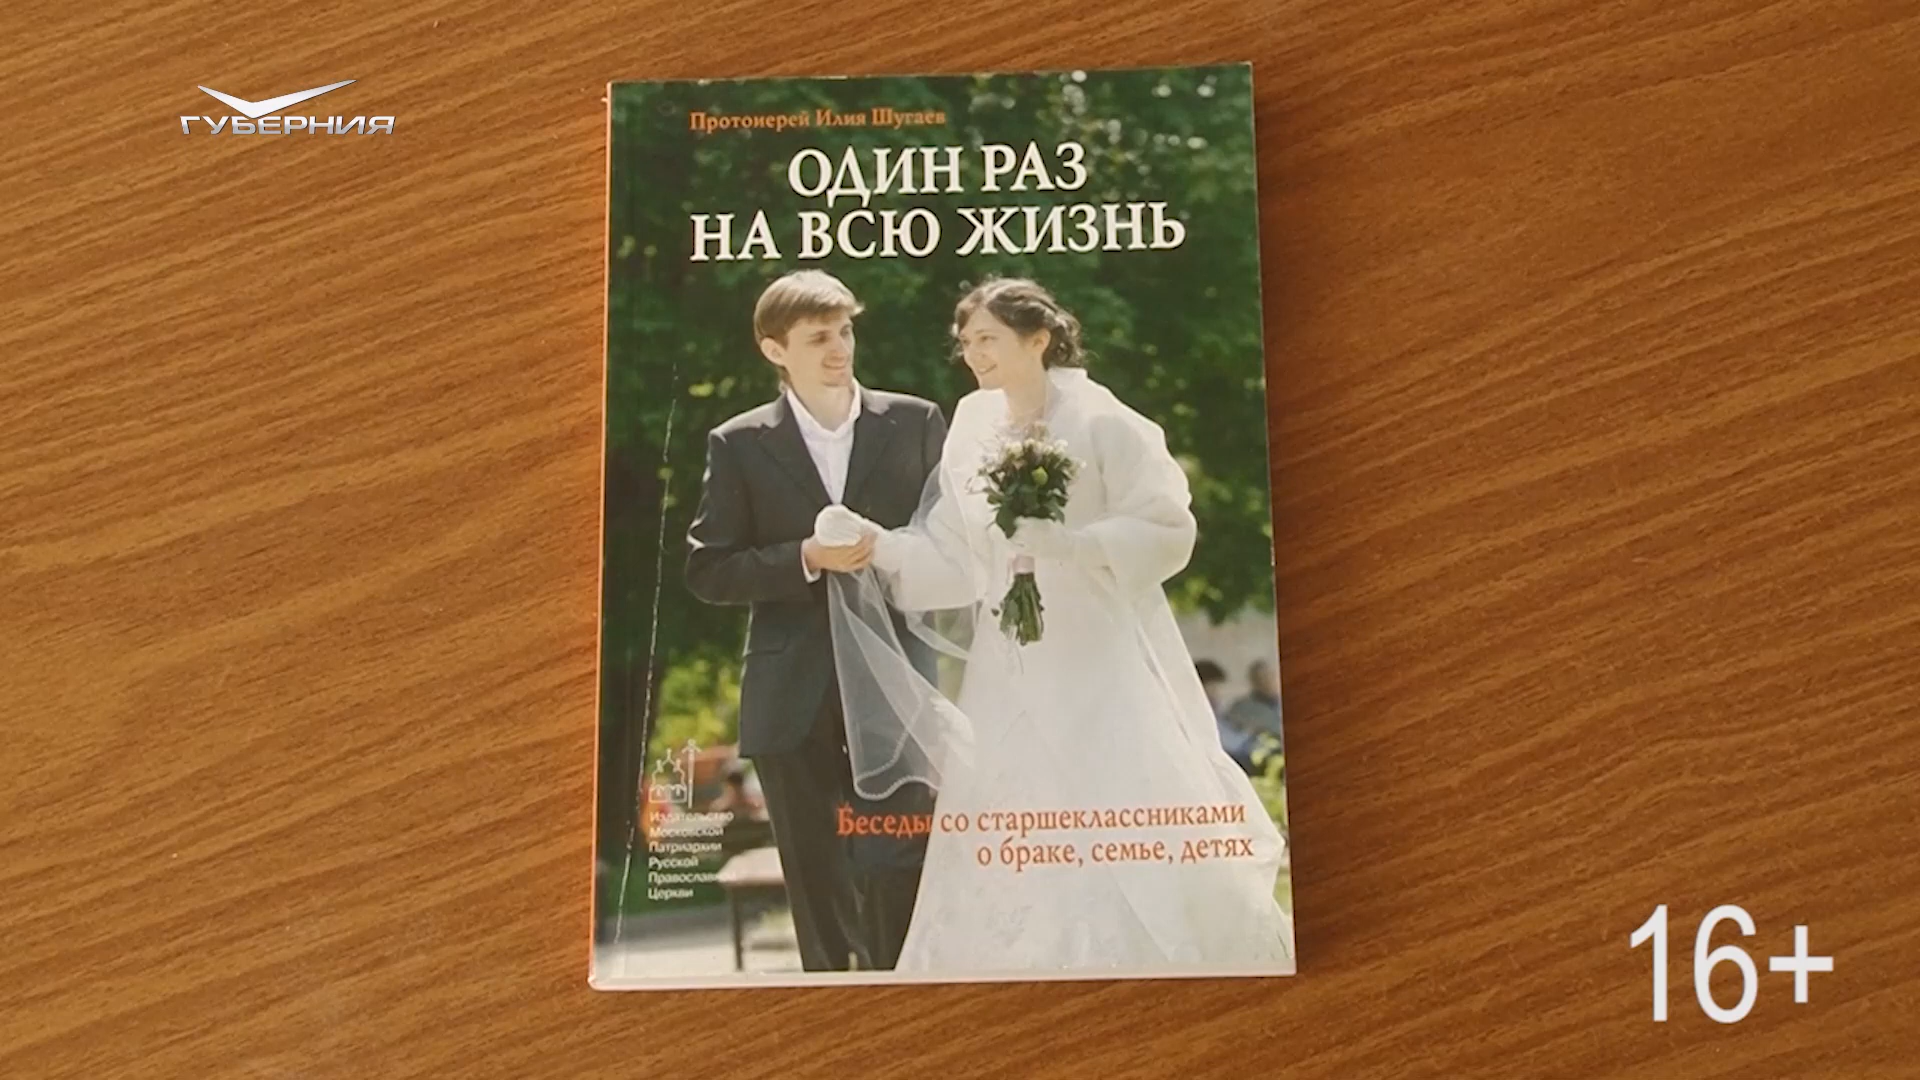 ГУБЕРНИЯ
Протоиерей Илия Шугаев
ОДИН РАЗ
НА ВСЮ ЖИЗНЬ
Издательство
Московской
Патриархии
Русской
Православной
Церкви
Беседы со старшеклассниками
о браке, семье, детях
16+